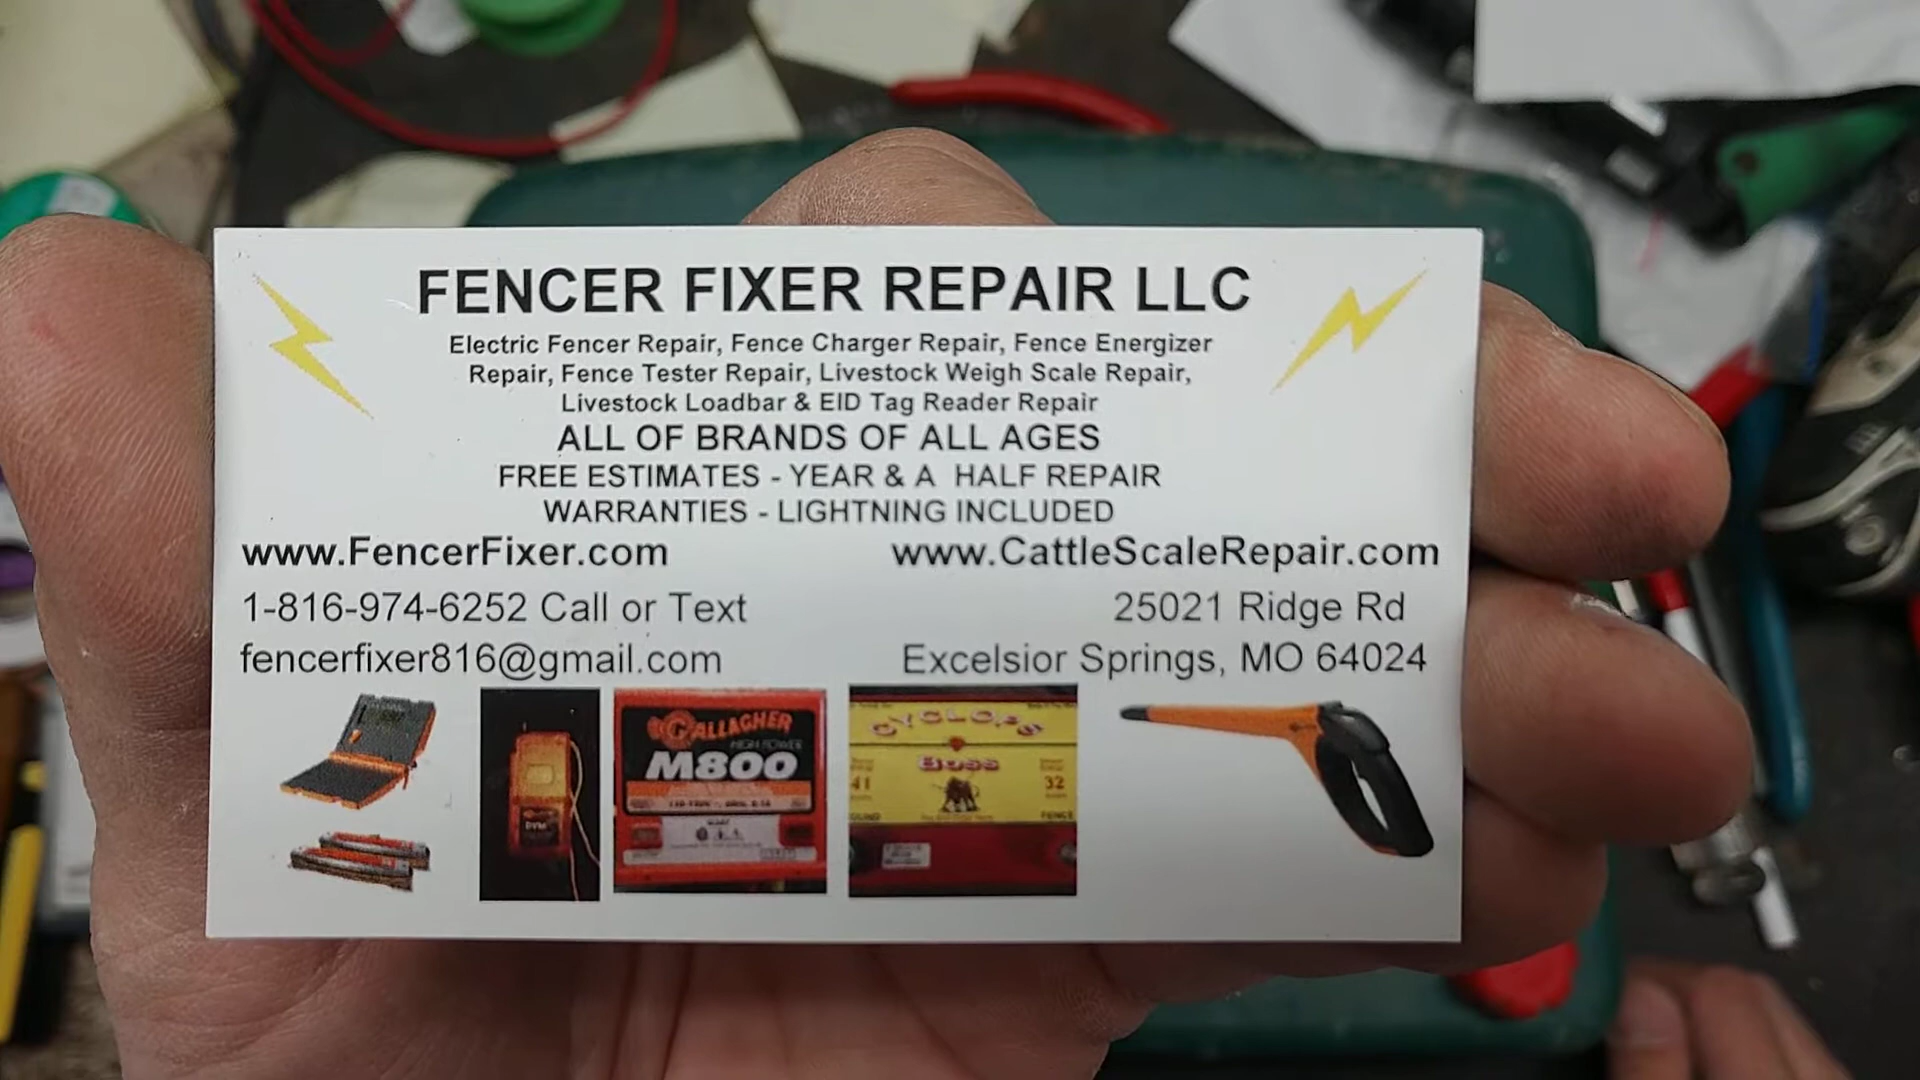 FENCER FIXER REPAIR LLC
Electric Fencer Repair, Fence Charger Repair, Fence Energizer
Repair, Fence Tester Repair, Livestock Weigh Scale Repair,
Livestock Loadbar & EID Tag Reader Repair
ALL OF BRANDS OF ALL AGES
FREE ESTIMATES - YEAR & A HALF REPAIR
WARRANTIES - LIGHTNING INCLUDED
www.FencerFixer.com
www.CattleScaleRepair.com
1-816-974-6252 Call or Text
25021 Ridge Rd
fencerfixer816@gmail.com
Excelsior Springs, MO 64024
GALLAGHER
HIGH POWER
M800
CYCLOPS
BOSS
41
32
FENCE